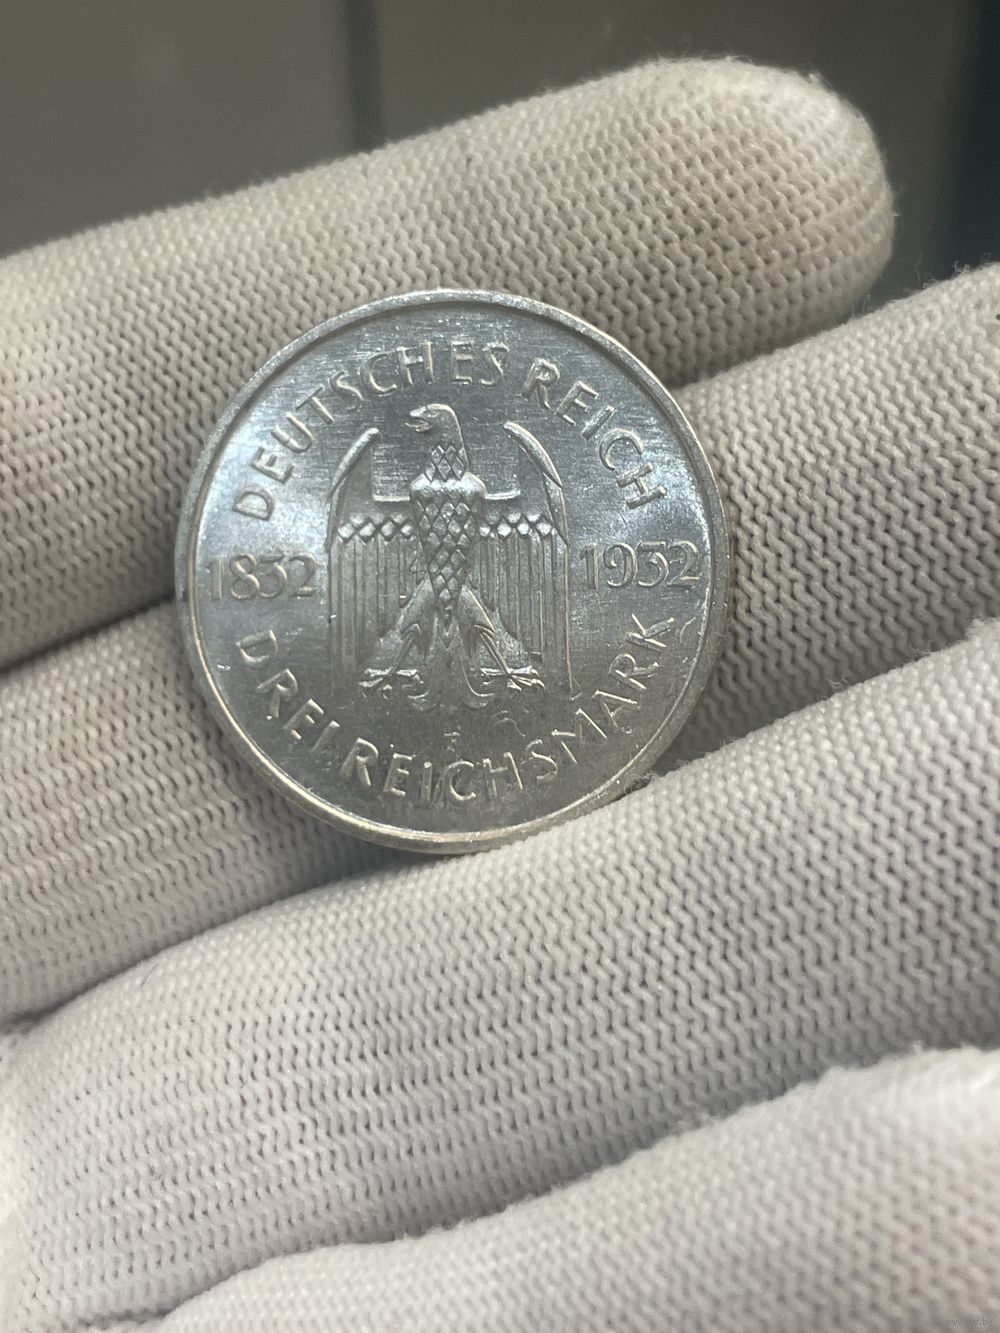 DEUTSCHES REICH
1832 1932
F
DREI REICHSMARK